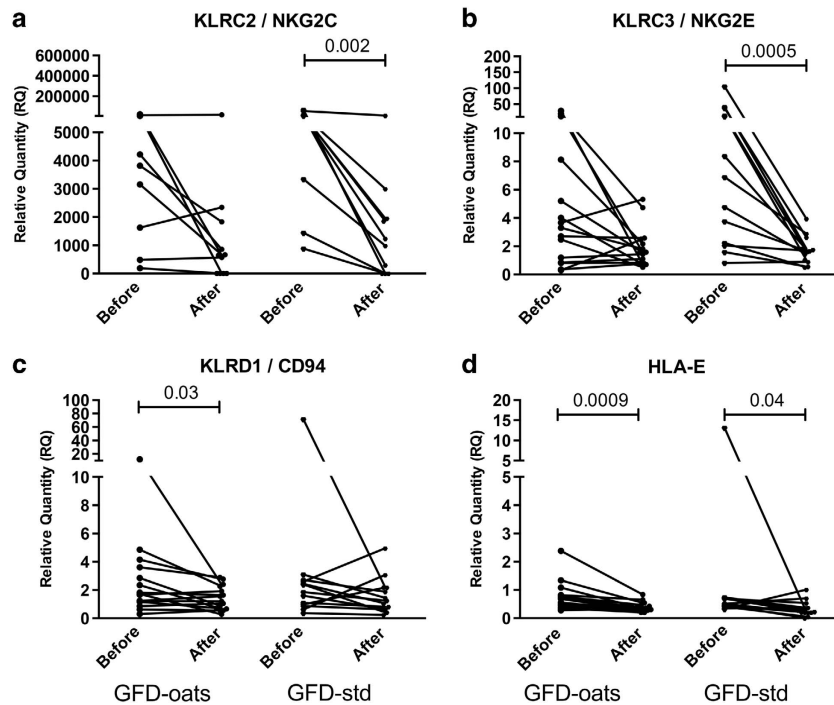 a
KLRC2 / NKG2C
Relative Quantity (RQ)
600000
400000
200000
5000
4000
3000
2000
1000
0
0.002
Before
After
Before
After
b
KLRC3 / NKG2E
Relative Quantity (RQ)
200
150
100
50
10
8
6
4
2
0
0.0005
Before
After
Before
After
c
KLRD1 / CD94
Relative Quantity (RQ)
100
80
60
40
20
10
8
6
4
2
0
0.03
Before
After
Before
After
GFD-oats
GFD-std
d
HLA-E
Relative Quantity (RQ)
20
15
10
5
5
4
3
2
1
0
0.0009
0.04
Before
After
Before
After
GFD-oats
GFD-std